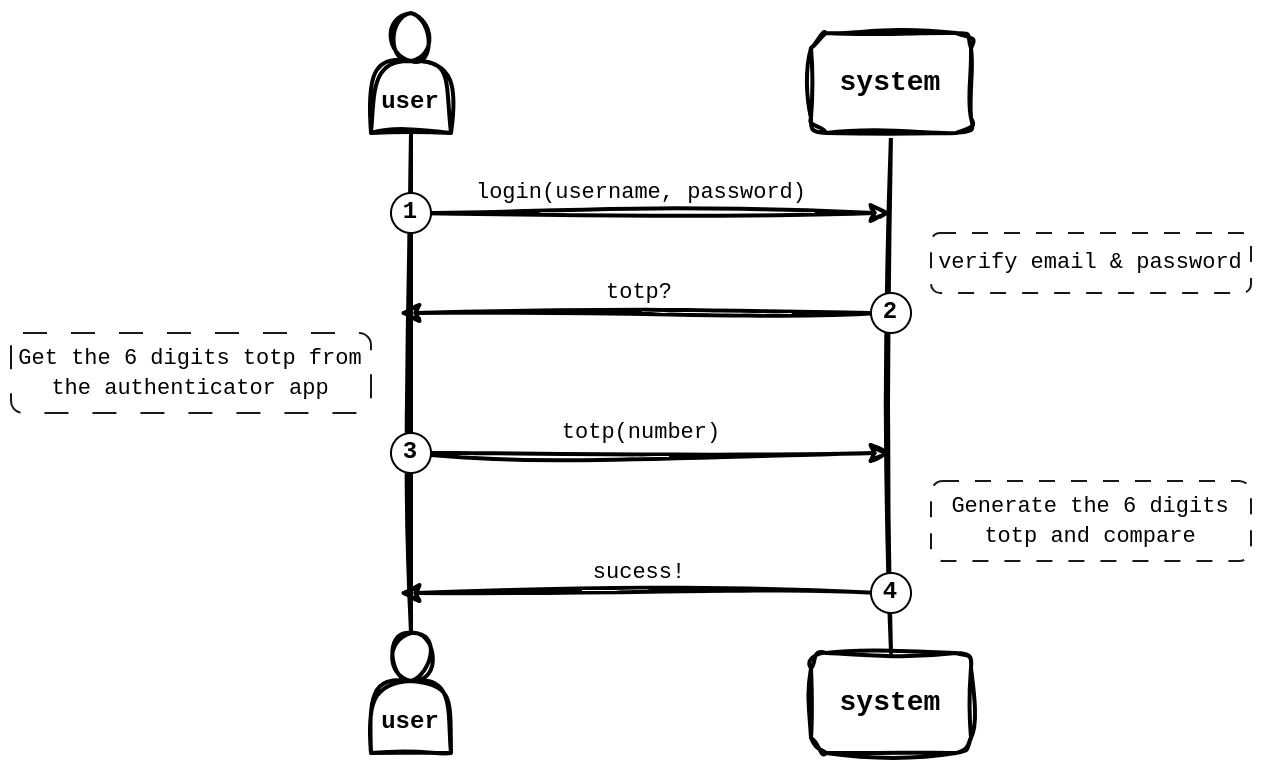 user
system
login(username, password)
1
verify email & password
totp?
2
Get the 6 digits totp from
the authenticator app
totp(number)
3
Generate the 6 digits
totp and compare
sucess!
4
user
system